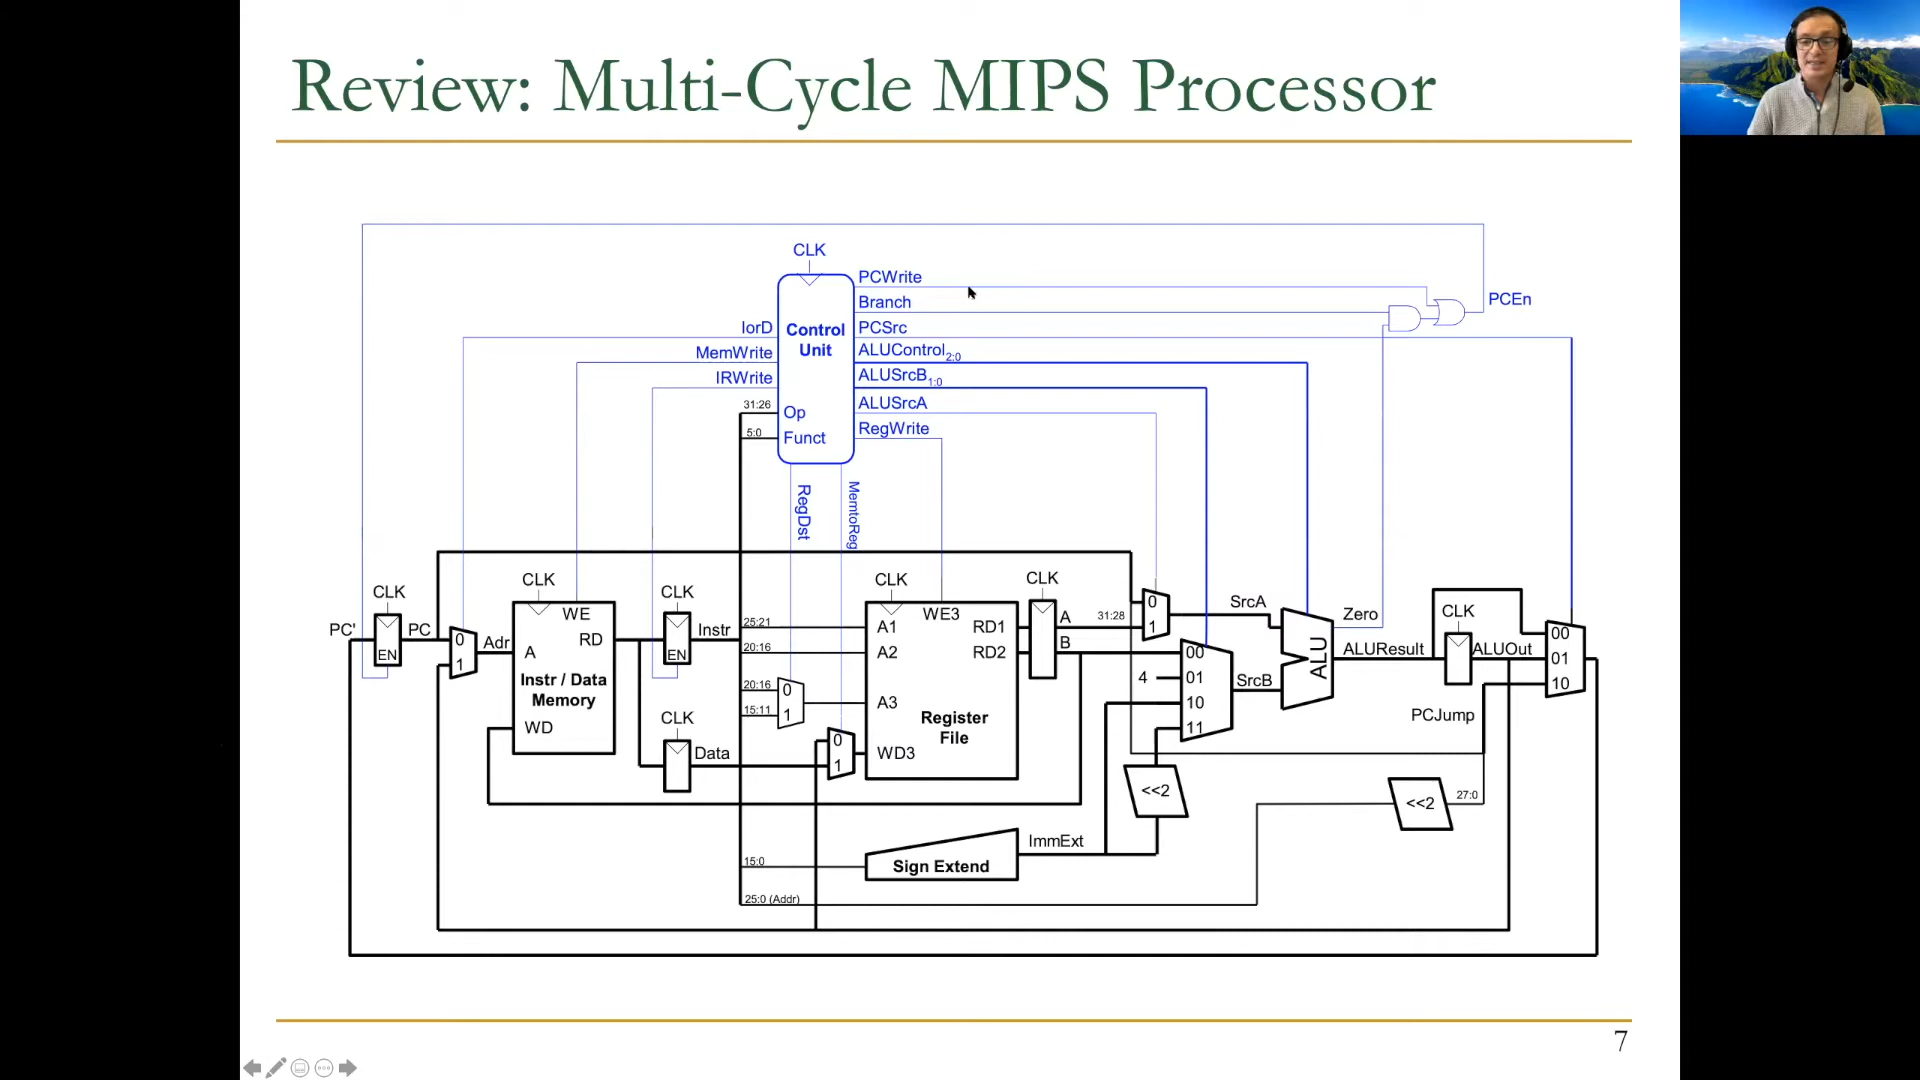 Review: Multi-Cycle MIPS Processor
CLK
PCWrite
Branch
PCEn
IorD
Control
Unit
PCSrc
MemWrite
ALUControl2:0
IRWrite
ALUSrcB1:0
31:26
Op
ALUSrcA
5:0
Funct
RegWrite
RegDst
MemtoReg
CLK
CLK
CLK
CLK
CLK
PC'
EN
PC
0
1
Adr
WE
A
RD
Instr / Data
Memory
WD
EN
Instr
CLK
Data
25:21
20:16
20:16
15:11
0
1
0
1
A1
A2
A3
WD3
WE3
RD1
RD2
Register
File
A
B
31:28
0
1
SrcA
4
00
01
10
11
SrcB
ALU
Zero
ALUResult
CLK
ALUOut
00
01
10
PCJump
<<2
<<2
27:0
ImmExt
15:0
Sign Extend
25:0 (Addr)
7